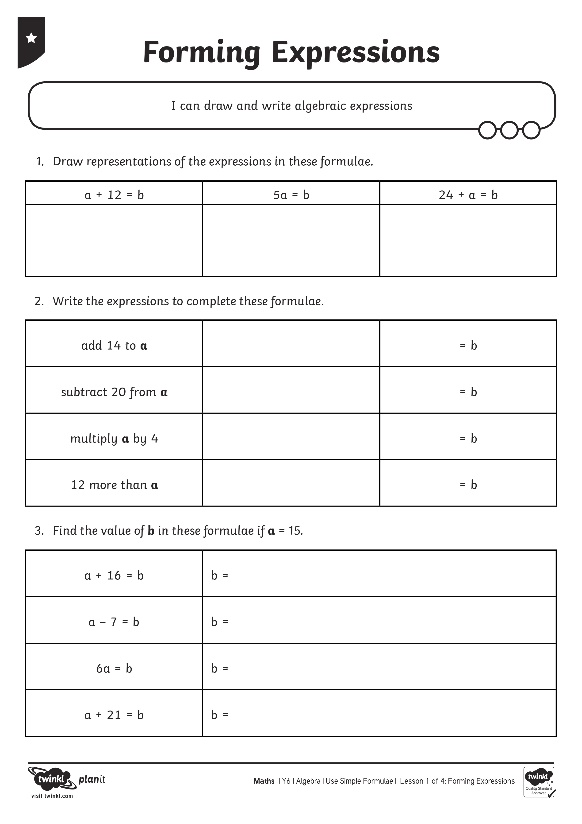 Forming Expressions
I can draw and write algebraic expressions
1. Draw representations of the expressions in these formulae.
a + 12 = b 5a = b 24 + a = b
2. Write the expressions to complete these formulae.
add 14 to a = b
subtract 20 from a = b
multiply a by 4 = b
12 more than a = b
3. Find the value of b in these formulae if a = 15.
a + 16 = b b =
a – 7 = b b =
6a = b b =
a + 21 = b b =
twinkl planit
visit twinkl.com
Maths | Y6 | Algebra | Use Simple Formulae | Lesson 1 of 4: Forming Expressions
twinkl
Quality Standard
Approved